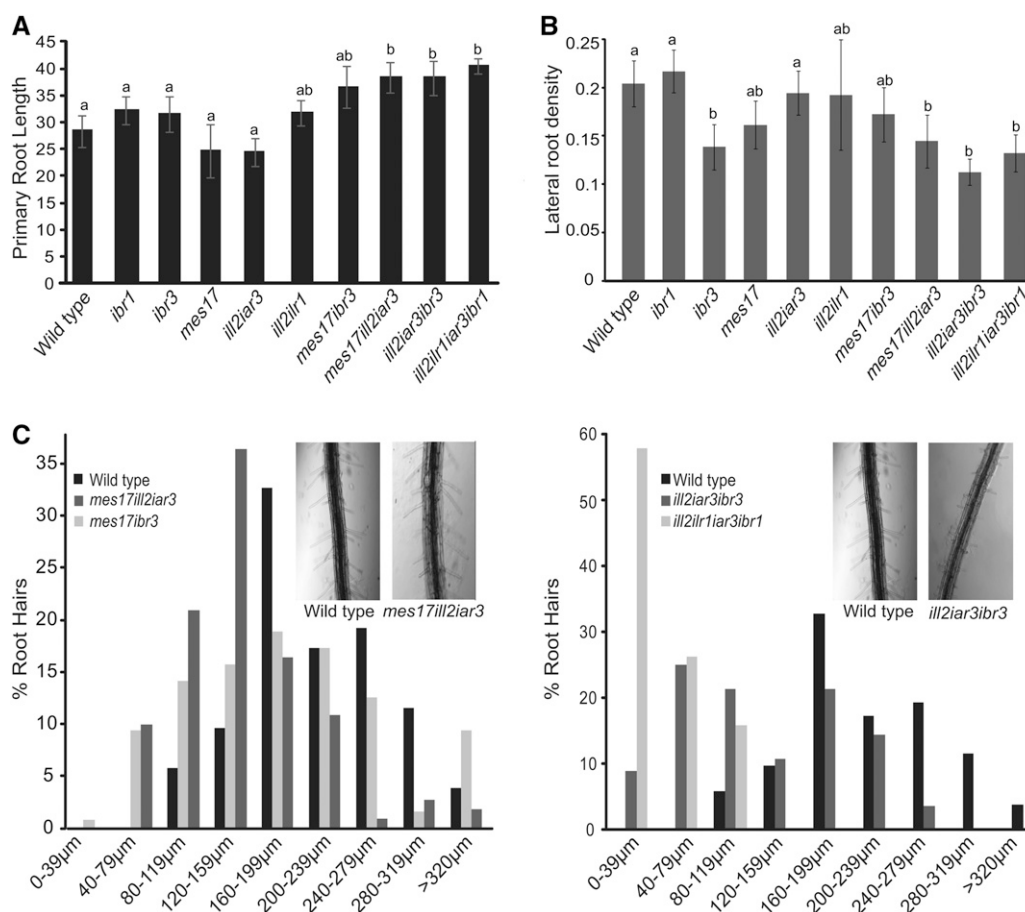 A
Primary Root Length
45
40
35
30
25
20
15
10
5
0
a
a
a
a
a
ab
ab
b
b
b
Wild type
ibr1
ibr3
mes17
ill2iar3
ill2ilr1
mes17ibr3
mes17ill2iar3
ill2iar3ibr3
ill2ilr1iar3ibr1
B
Lateral root density
0.25
0.2
0.15
0.1
0.05
0
a
a
b
ab
a
ab
ab
b
b
b
Wild type
ibr1
ibr3
mes17
ill2iar3
ill2ilr1
mes17ibr3
mes17ill2iar3
ill2iar3ibr3
ill2ilr1iar3ibr1
C
% Root Hairs
35
30
25
20
15
10
5
0
Wild type
mes17ill2iar3
mes17ibr3
Wild type mes17ill2iar3
0-39µm
40-79µm
80-119µm
120-159µm
160-199µm
200-239µm
240-279µm
280-319µm
>320µm
% Root Hairs
60
50
40
30
20
10
0
Wild type
ill2iar3ibr3
ill2ilr1iar3ibr1
Wild type ill2iar3ibr3
0-39µm
40-79µm
80-119µm
120-159µm
160-199µm
200-239µm
240-279µm
280-319µm
>320µm